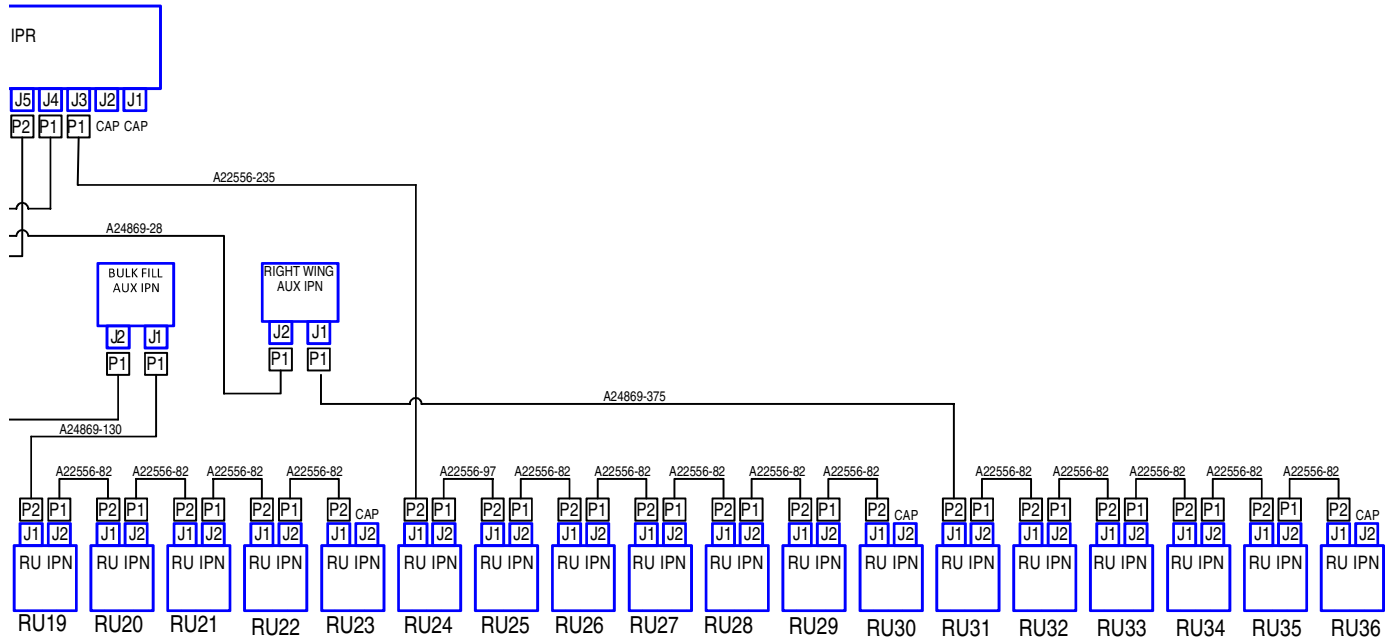 IPR
J5 J4 J3 J2 J1
P2 P1 P1 CAP CAP
A22556-235
A24869-28
BULK FILL
AUX IPN
RIGHT WING
AUX IPN
J2 J1
J2 J1
P1 P1
P1 P1
A24869-375
A24869-130
A22556-82 A22556-82 A22556-82 A22556-82 A22556-97 A22556-82 A22556-82 A22556-82 A22556-82 A22556-82 A22556-82 A22556-82 A22556-82 A22556-82 A22556-82
P2 P1 P2 P1 P2 P1 P2 P1 P2 CAP P2 P1 P2 P1 P2 P1 P2 P1 P2 P1 P2 P1 P2 CAP P2 P1 P2 P1 P2 P1 P2 P1 P2 P1 P2 CAP
J1 J2 J1 J2 J1 J2 J1 J2 J1 J2 J1 J2 J1 J2 J1 J2 J1 J2 J1 J2 J1 J2 J1 J2 J1 J2 J1 J2 J1 J2 J1 J2 J1 J2 J1 J2
RU IPN RU IPN RU IPN RU IPN RU IPN RU IPN RU IPN RU IPN RU IPN RU IPN RU IPN RU IPN RU IPN RU IPN RU IPN RU IPN RU IPN RU IPN
RU19 RU20 RU21 RU22 RU23 RU24 RU25 RU26 RU27 RU28 RU29 RU30 RU31 RU32 RU33 RU34 RU35 RU36